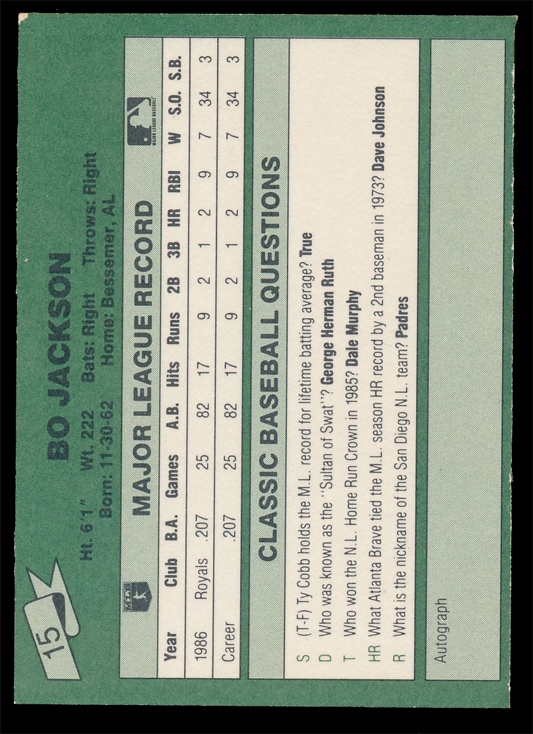 15
BO JACKSON
Ht. 6'1" Wt. 222 Bats: Right Throws: Right
Born: 11-30-62 Home: Bessemer, AL
MLBPA
MAJOR LEAGUE RECORD
MAJOR LEAGUE BASEBALL
Year Club B.A. Games A.B. Hits Runs 2B 3B HR RBI W S.O. S.B.
1986 Royals .207 25 82 17 9 2 1 2 9 7 34 3
Career .207 25 82 17 9 2 1 2 9 7 34 3
CLASSIC BASEBALL QUESTIONS
S (T-F) Ty Cobb holds the M.L. record for lifetime batting average? True
D Who was known as the "Sultan of Swat"? George Herman Ruth
T Who won the N.L. Home Run Crown in 1985? Dale Murphy
HR What Atlanta Brave tied the M.L. season HR record by a 2nd baseman in 1973? Dave Johnson
R What is the nickname of the San Diego N.L. team? Padres
Autograph